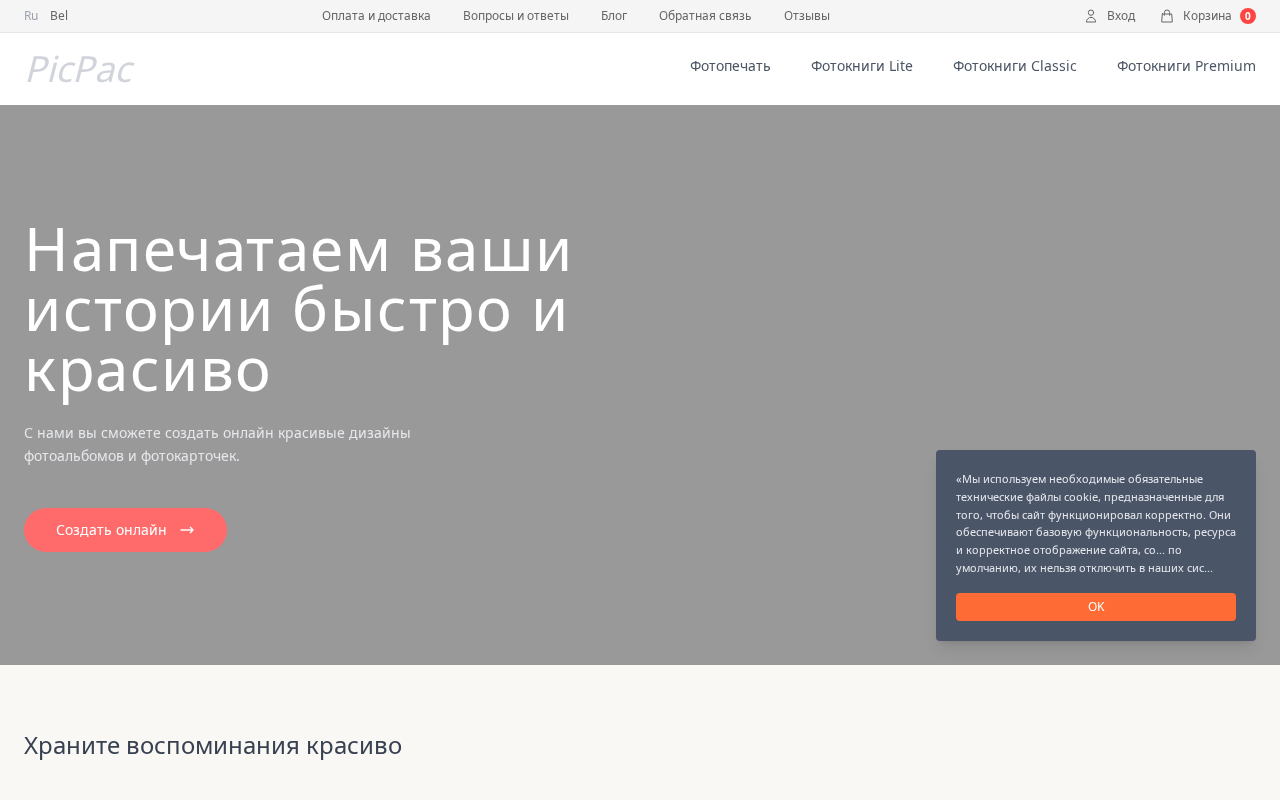 Ru Bel Оплата и доставка Вопросы и ответы Блог Обратная связь Отзывы Вход Корзина 0
PicPac Фотопечать Фотокниги Lite Фотокниги Classic Фотокниги Premium
Напечатаем ваши
истории быстро и
красиво
С нами вы сможете создать онлайн красивые дизайны
фотоальбомов и фотокарточек.
Создать онлайн →
«Мы используем необходимые обязательные
технические файлы cookie, предназначенные для
того, чтобы сайт функционировал корректно. Они
обеспечивают базовую функциональность, ресурса
и корректное отображение сайта, со... по
умолчанию, их нельзя отключить в наших сис...
OK
Храните воспоминания красиво